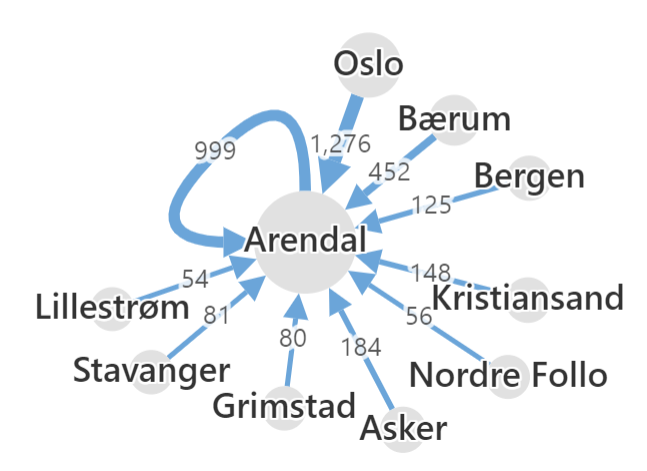 Oslo
1,276
Bærum
452
999
Bergen
125
Arendal
54
148
Lillestrøm
81
Kristiansand
56
80
184
Stavanger
Nordre Follo
Grimstad
Asker